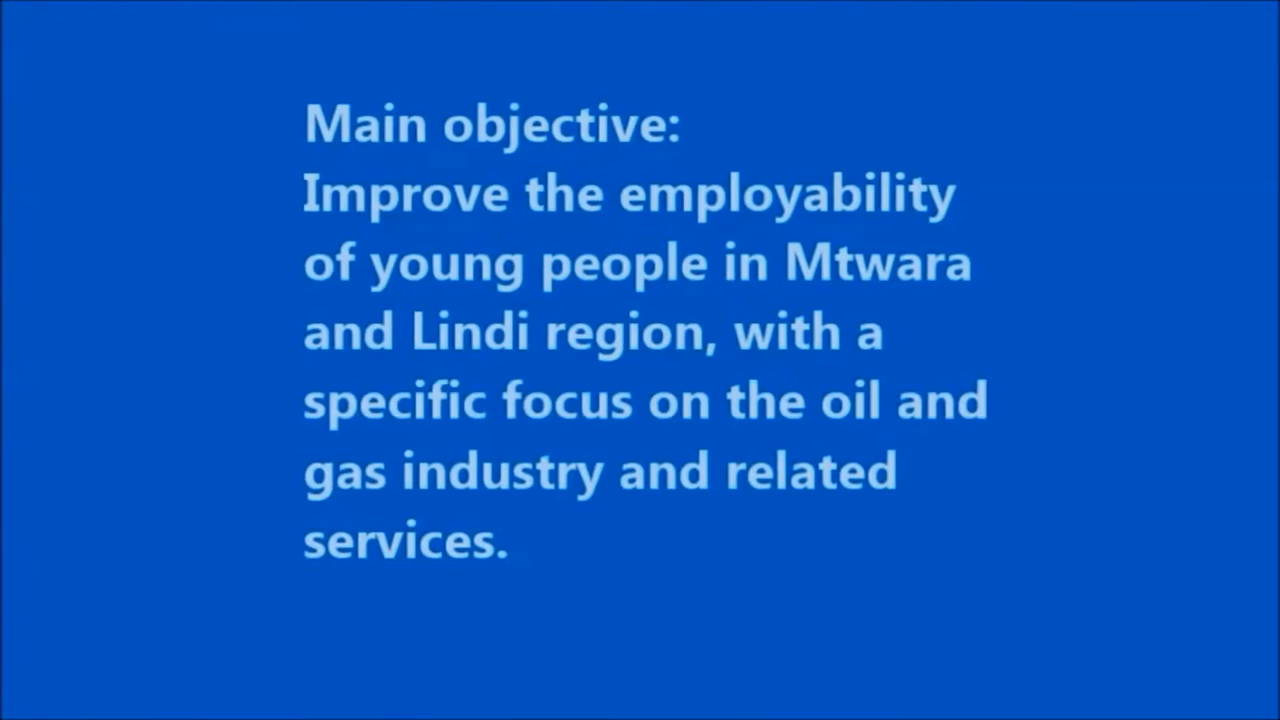 Main objective:
Improve the employability
of young people in Mtwara
and Lindi region, with a
specific focus on the oil and
gas industry and related
services.